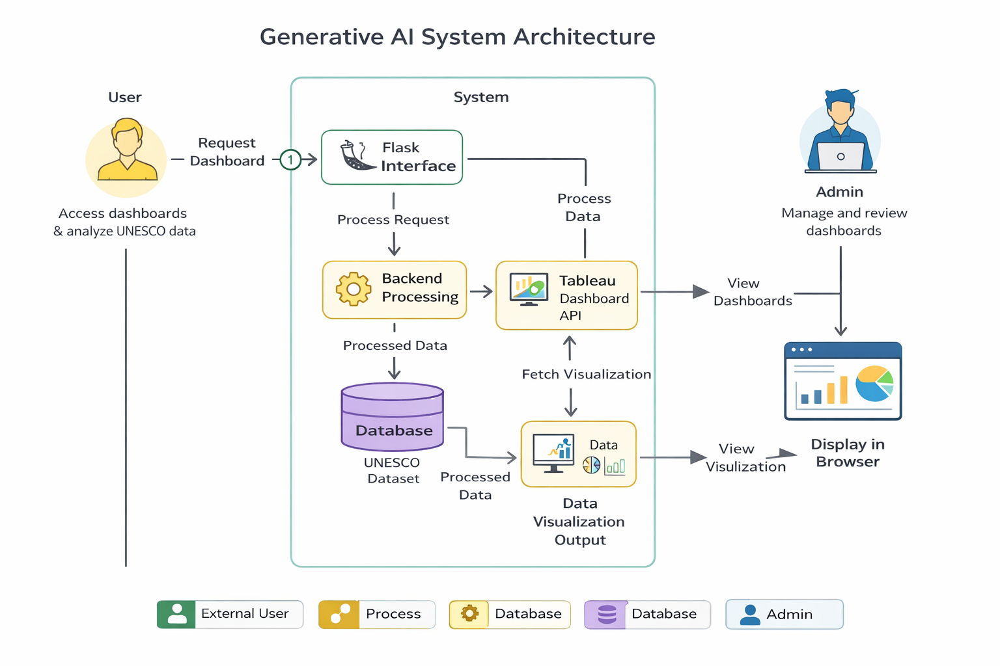 Generative AI System Architecture
User
System
Request
Dashboard
1
Flask
Interface
Access dashboards
& analyze UNESCO data
Process Request
Process
Data
Admin
Manage and review
dashboards
Backend
Processing
Tableau
Dashboard
API
View
Dashboards
Processed Data
Fetch Visualization
Database
UNESCO
Dataset
Processed
Data
Data
Data
Visualization
Output
View
Visulization
Display in
Browser
External User
Process
Database
Database
Admin